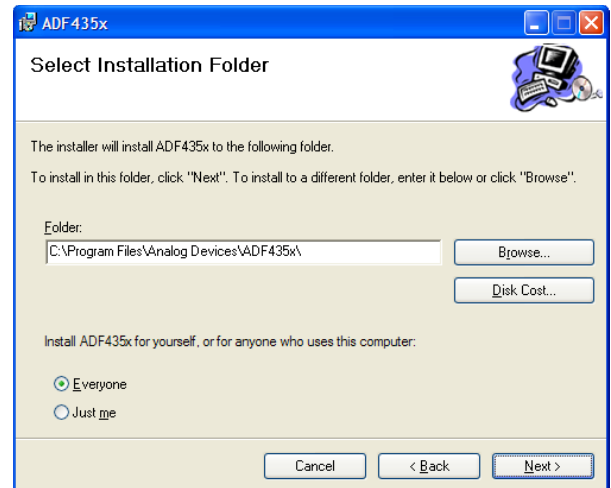 ADF435x
Select Installation Folder
The installer will install ADF435x to the following folder.
To install in this folder, click "Next". To install to a different folder, enter it below or click "Browse".
Folder:
C:\Program Files\Analog Devices\ADF435x\
Browse...
Disk Cost...
Install ADF435x for yourself, or for anyone who uses this computer:
Everyone
Just me
Cancel
< Back
Next >